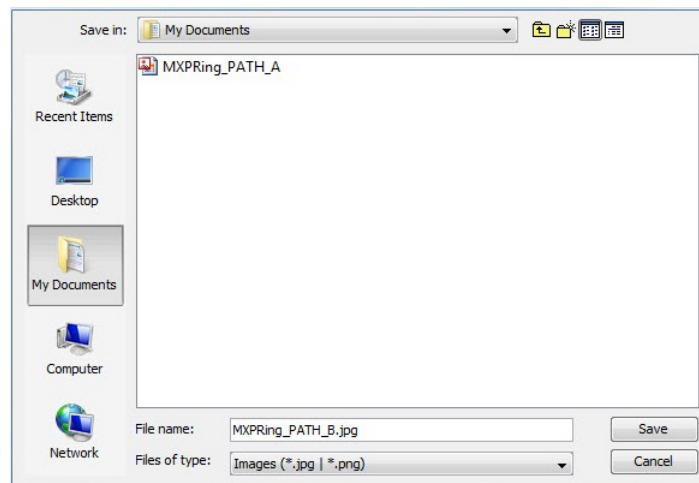 Save in:
My Documents
MXPRing_PATH_A
Recent Items
Desktop
My Documents
Computer
Network
File name:
MXPRing_PATH_B.jpg
Save
Files of type:
Images (*.jpg | *.png)
Cancel